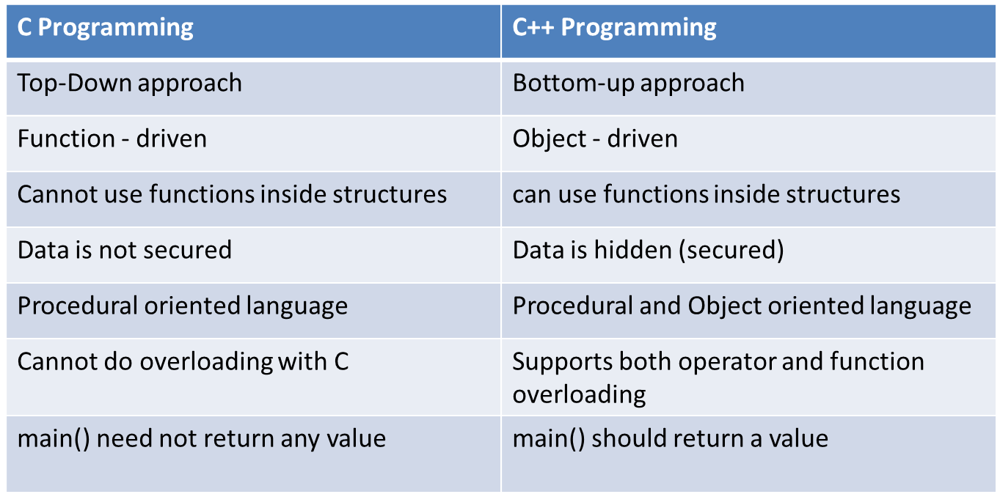 C Programming
C++ Programming
Top-Down approach
Bottom-up approach
Function - driven
Object - driven
Cannot use functions inside structures
can use functions inside structures
Data is not secured
Data is hidden (secured)
Procedural oriented language
Procedural and Object oriented language
Cannot do overloading with C
Supports both operator and function
overloading
main() need not return any value
main() should return a value